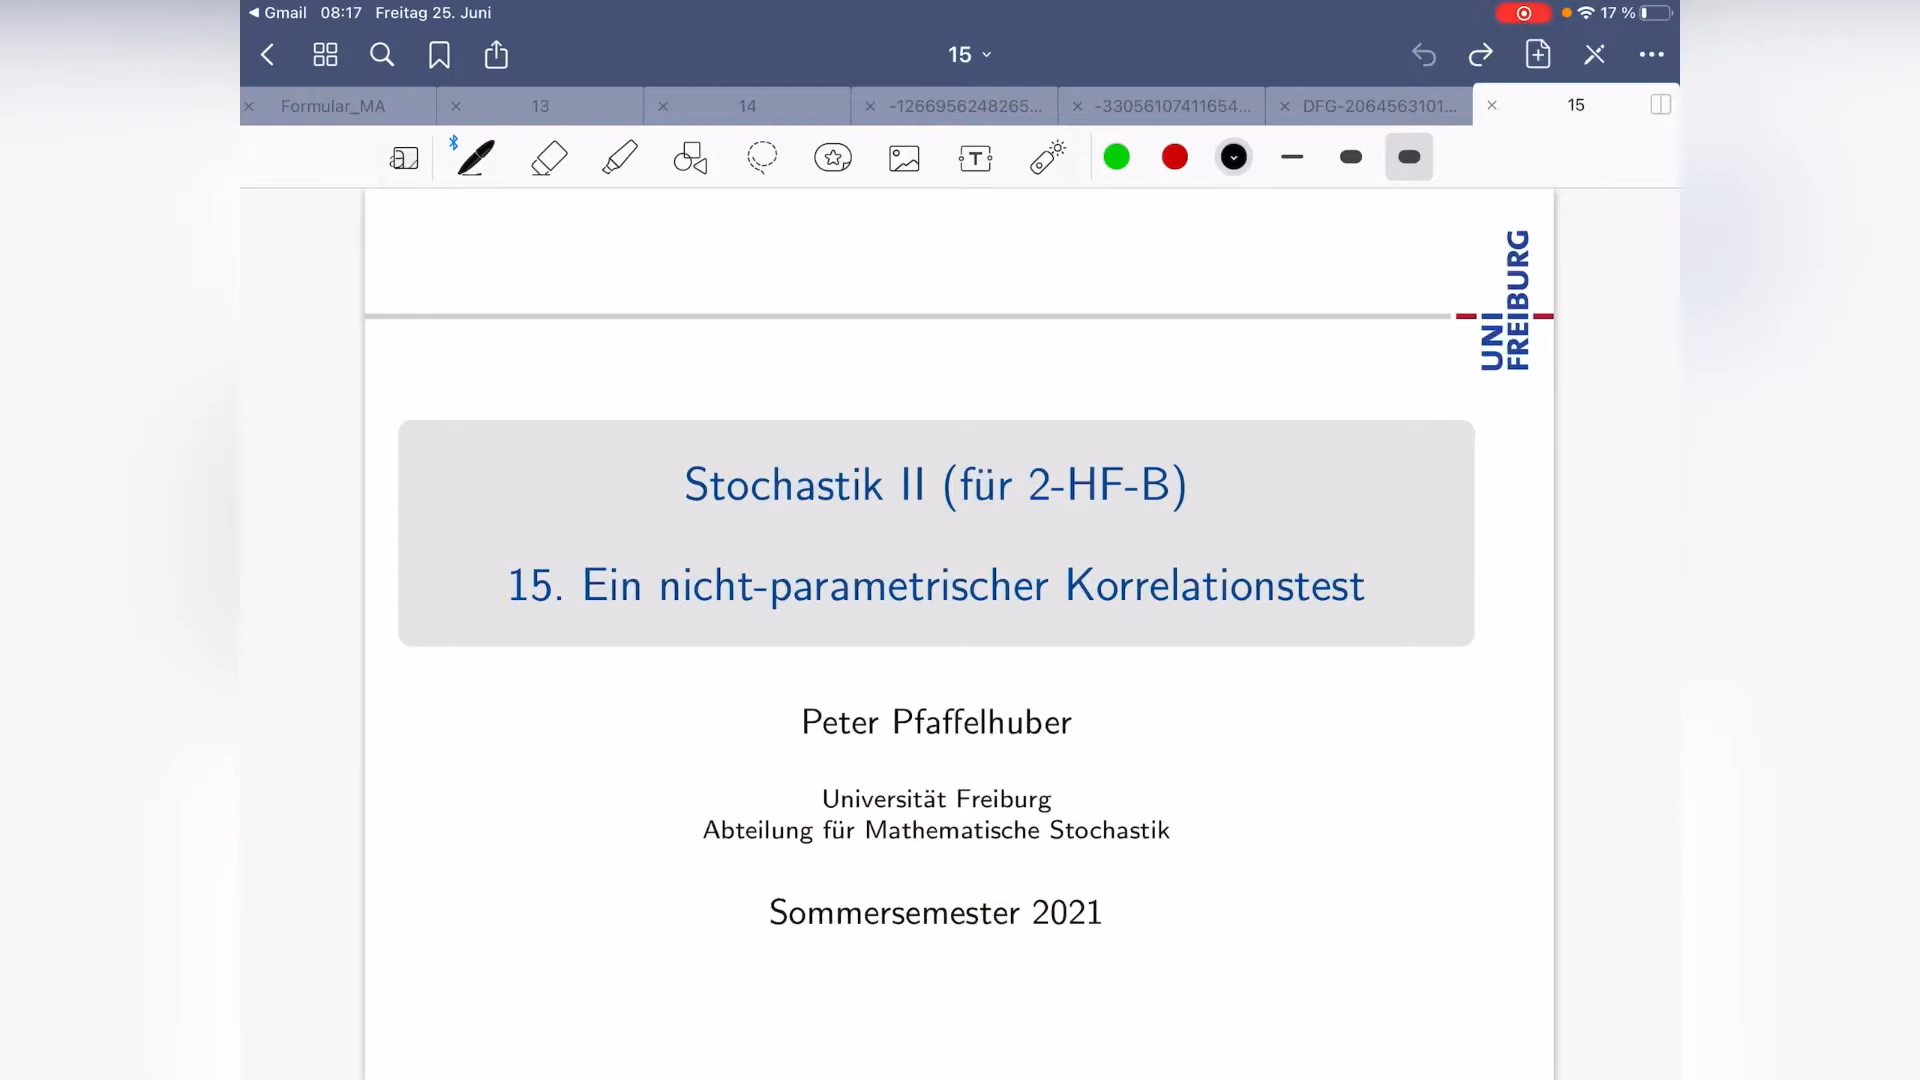 Gmail 08:17 Freitag 25. Juni 17 %
15
Formular_MA 13 14 -1266956248265... -33056107411654... DFG-2064563101... 15
T
UNI
FREIBURG
Stochastik II (für 2-HF-B)
15. Ein nicht-parametrischer Korrelationstest
Peter Pfaffelhuber
Universität Freiburg
Abteilung für Mathematische Stochastik
Sommersemester 2021